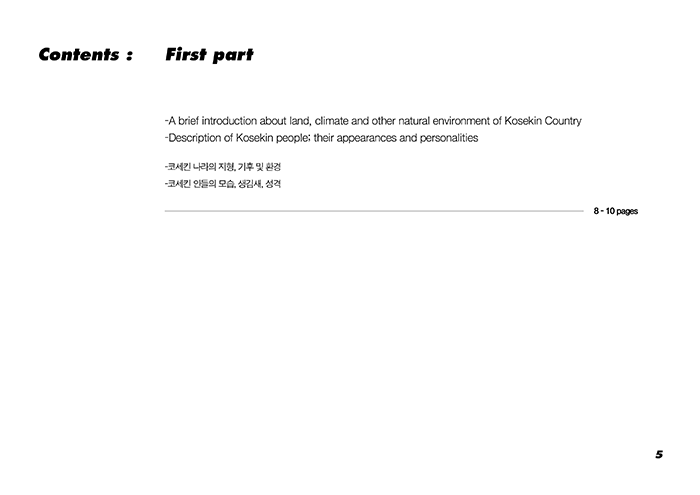 Contents : First part
-A brief introduction about land, climate and other natural environment of Kosekin Country
-Description of Kosekin people; their appearances and personalities
-코세킨 나라의 지형, 기후 및 환경
-코세킨 인들의 모습, 생김새, 성격
8 - 10 pages
5